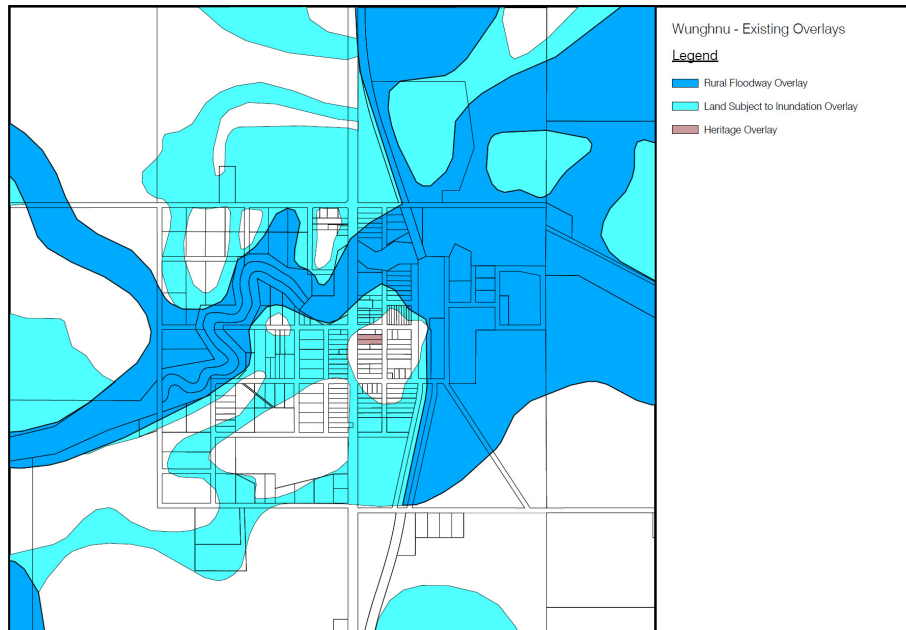 Wunghnu - Existing Overlays
Legend
Rural Floodway Overlay
Land Subject to Inundation Overlay
Heritage Overlay